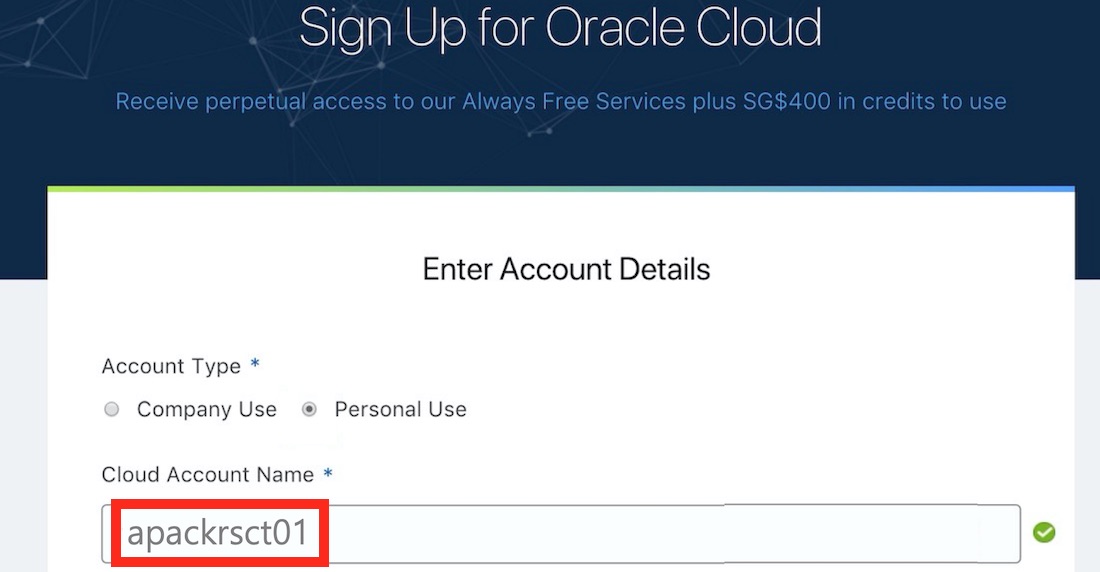 Sign Up for Oracle Cloud
Receive perpetual access to our Always Free Services plus SG$400 in credits to use
Enter Account Details
Account Type *
Company Use Personal Use
Cloud Account Name *
apackrsct01